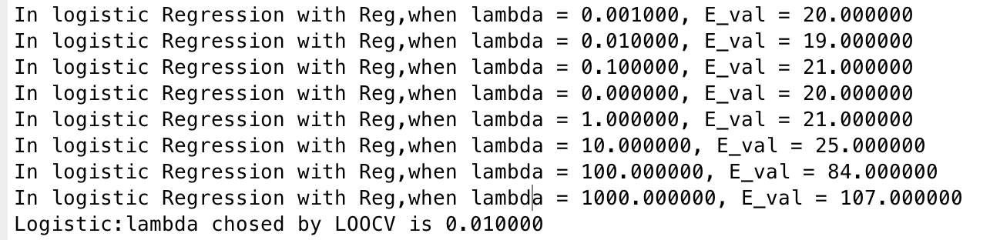 In logistic Regression with Reg,when lambda = 0.001000, E_val = 20.000000
In logistic Regression with Reg,when lambda = 0.010000, E_val = 19.000000
In logistic Regression with Reg,when lambda = 0.100000, E_val = 21.000000
In logistic Regression with Reg,when lambda = 0.000000, E_val = 20.000000
In logistic Regression with Reg,when lambda = 1.000000, E_val = 21.000000
In logistic Regression with Reg,when lambda = 10.000000, E_val = 25.000000
In logistic Regression with Reg,when lambda = 100.000000, E_val = 84.000000
In logistic Regression with Reg,when lambda = 1000.000000, E_val = 107.000000
Logistic:lambda chosed by LOOCV is 0.010000